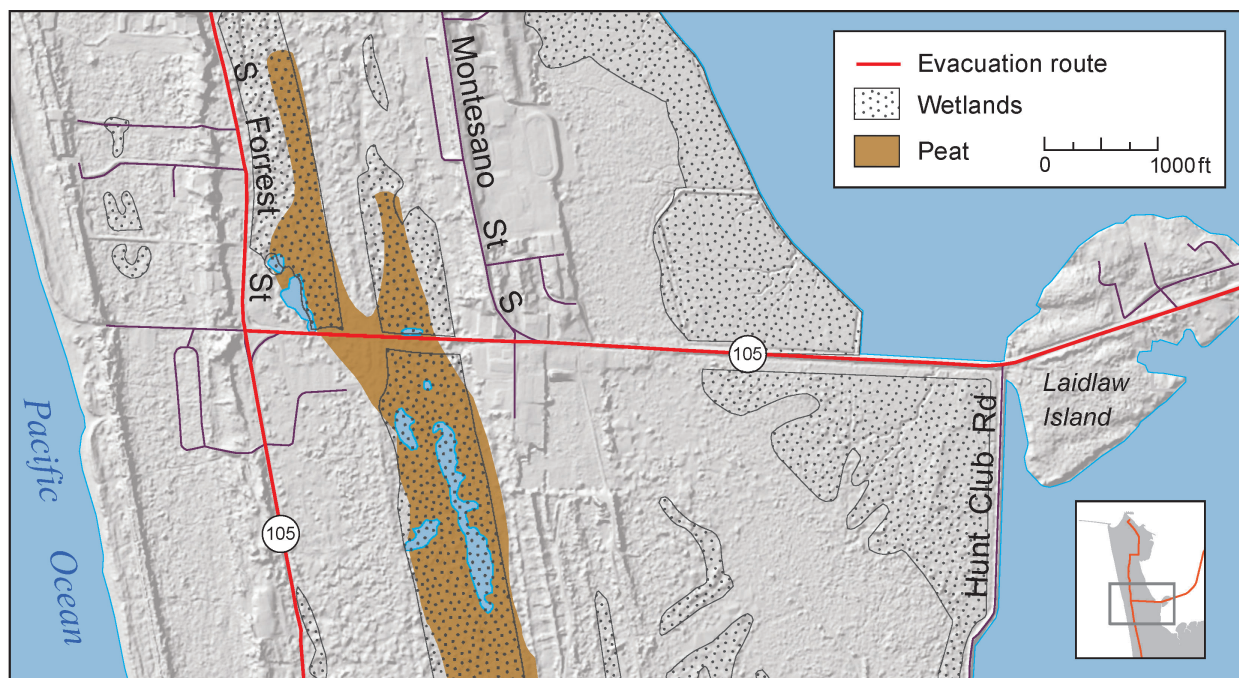 Evacuation route
Wetlands
Peat
0 1000 ft
S Forrest St
Montesano St S
105
Laidlaw
Island
Hunt Club Rd
Pacific Ocean
105